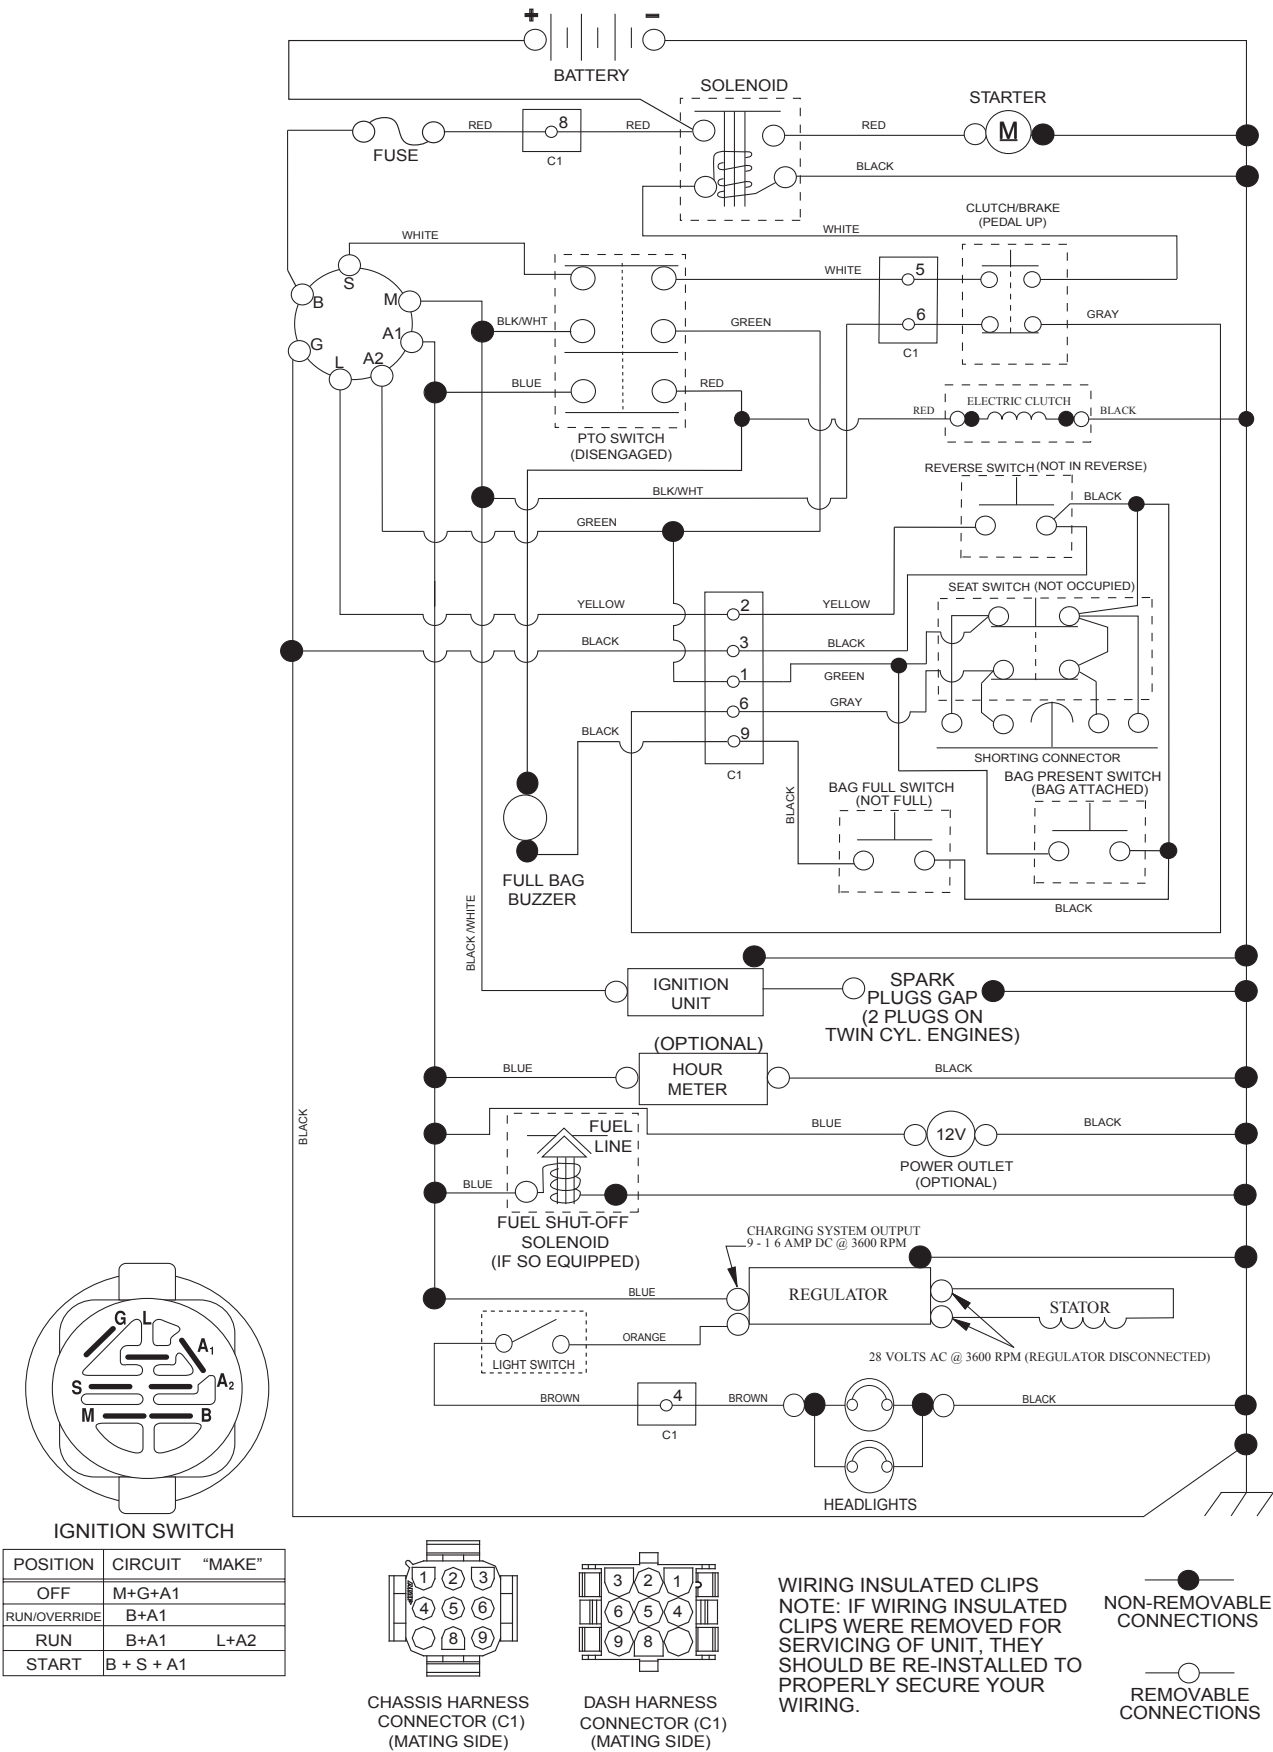 + −
BATTERY
SOLENOID
STARTER
RED
8
RED
RED
M
FUSE
C1
BLACK
CLUTCH/BRAKE
(PEDAL UP)
WHITE
WHITE
WHITE
5
S
B
M
BLK/WHT
GREEN
6
GRAY
A1
G
L
A2
C1
BLUE
RED
ELECTRIC CLUTCH
RED
BLACK
PTO SWITCH
(DISENGAGED)
REVERSE SWITCH (NOT IN REVERSE)
BLK/WHT
BLACK
GREEN
SEAT SWITCH (NOT OCCUPIED)
YELLOW
2
YELLOW
BLACK
3
BLACK
1
GREEN
6
GRAY
BLACK
9
SHORTING CONNECTOR
C1
BAG PRESENT SWITCH
(BAG ATTACHED)
BAG FULL SWITCH
(NOT FULL)
BLACK
FULL BAG
BUZZER
BLACK
BLACK /WHITE
IGNITION
UNIT
SPARK
PLUGS GAP
(2 PLUGS ON
TWIN CYL. ENGINES)
(OPTIONAL)
HOUR
METER
BLUE
BLACK
BLACK
FUEL
LINE
BLUE
12V
BLACK
POWER OUTLET
(OPTIONAL)
BLUE
FUEL SHUT-OFF
SOLENOID
(IF SO EQUIPPED)
CHARGING SYSTEM OUTPUT
9 - 1 6 AMP DC @ 3600 RPM
BLUE
REGULATOR
STATOR
ORANGE
LIGHT SWITCH
28 VOLTS AC @ 3600 RPM (REGULATOR DISCONNECTED)
BROWN
4
BROWN
BLACK
C1
HEADLIGHTS
G L
A1
S
A2
M B
IGNITION SWITCH
POSITION CIRCUIT “MAKE”
OFF M+G+A1
RUN/OVERRIDE B+A1
RUN B+A1 L+A2
START B + S + A1
1 2 3
4 5 6
8 9
CHASSIS HARNESS
CONNECTOR (C1)
(MATING SIDE)
3 2 1
6 5 4
9 8
DASH HARNESS
CONNECTOR (C1)
(MATING SIDE)
WIRING INSULATED CLIPS
NOTE: IF WIRING INSULATED
CLIPS WERE REMOVED FOR
SERVICING OF UNIT, THEY
SHOULD BE RE-INSTALLED TO
PROPERLY SECURE YOUR
WIRING.
NON-REMOVABLE
CONNECTIONS
REMOVABLE
CONNECTIONS